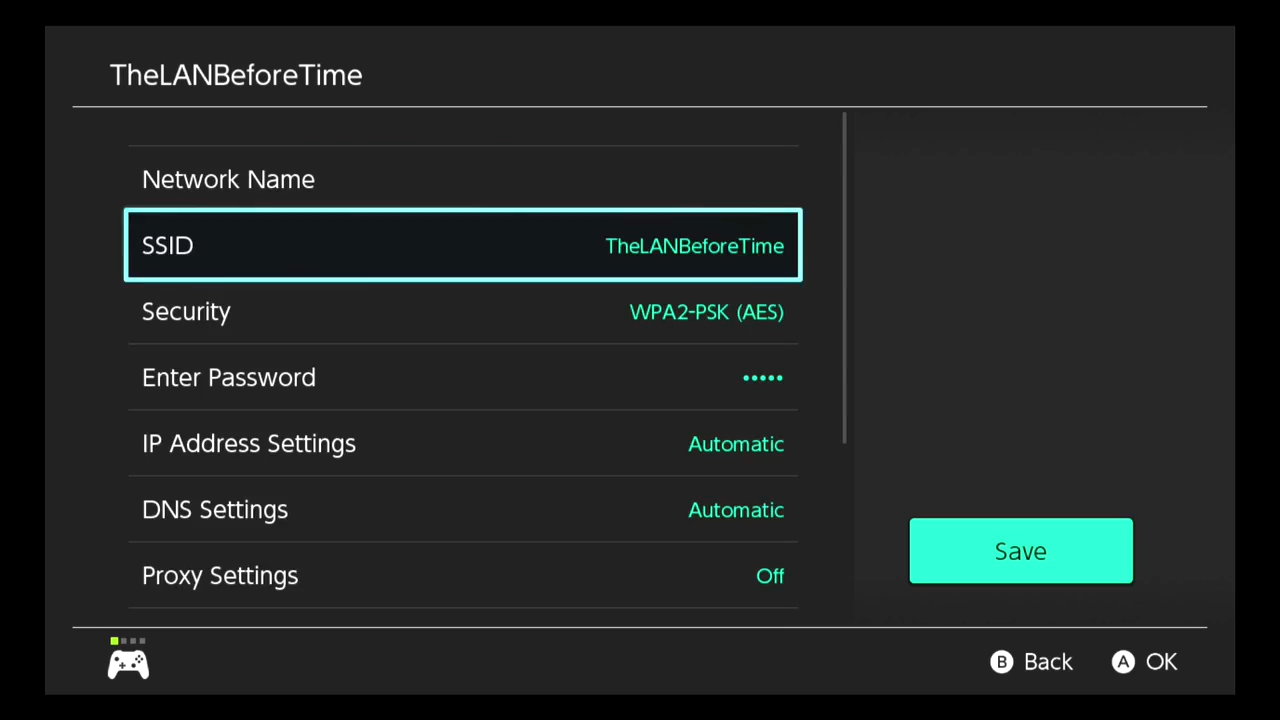 TheLANBeforeTime
Network Name
SSID TheLANBeforeTime
Security WPA2-PSK (AES)
Enter Password •••••
IP Address Settings Automatic
DNS Settings Automatic
Proxy Settings Off
Save
B Back A OK